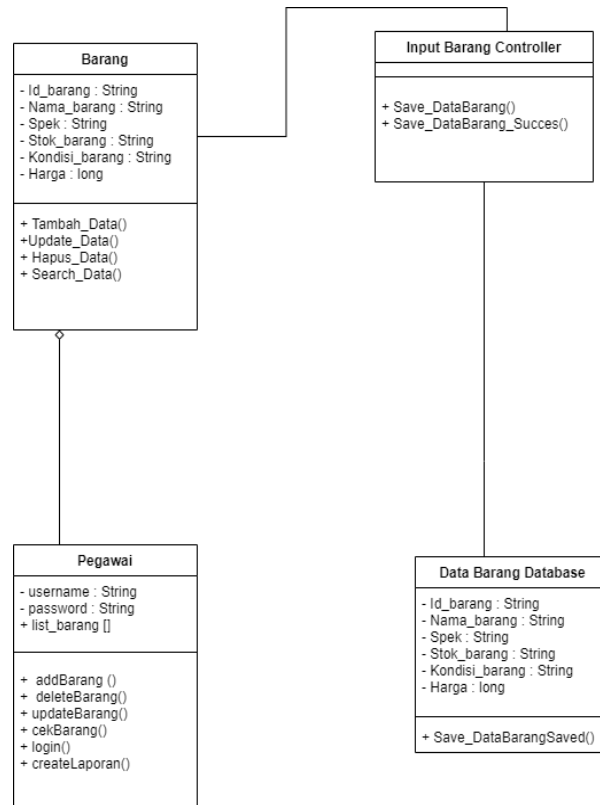 Barang
- Id_barang : String
- Nama_barang : String
- Spek : String
- Stok_barang : String
- Kondisi_barang : String
- Harga : long
+ Tambah_Data()
+Update_Data()
+ Hapus_Data()
+ Search_Data()
Input Barang Controller
+ Save_DataBarang()
+ Save_DataBarang_Succes()
Pegawai
- username : String
- password : String
+ list_barang []
+ addBarang ()
+ deleteBarang()
+ updateBarang()
+ cekBarang()
+ login()
+ createLaporan()
Data Barang Database
- Id_barang : String
- Nama_barang : String
- Spek : String
- Stok_barang : String
- Kondisi_barang : String
- Harga : long
+ Save_DataBarangSaved()